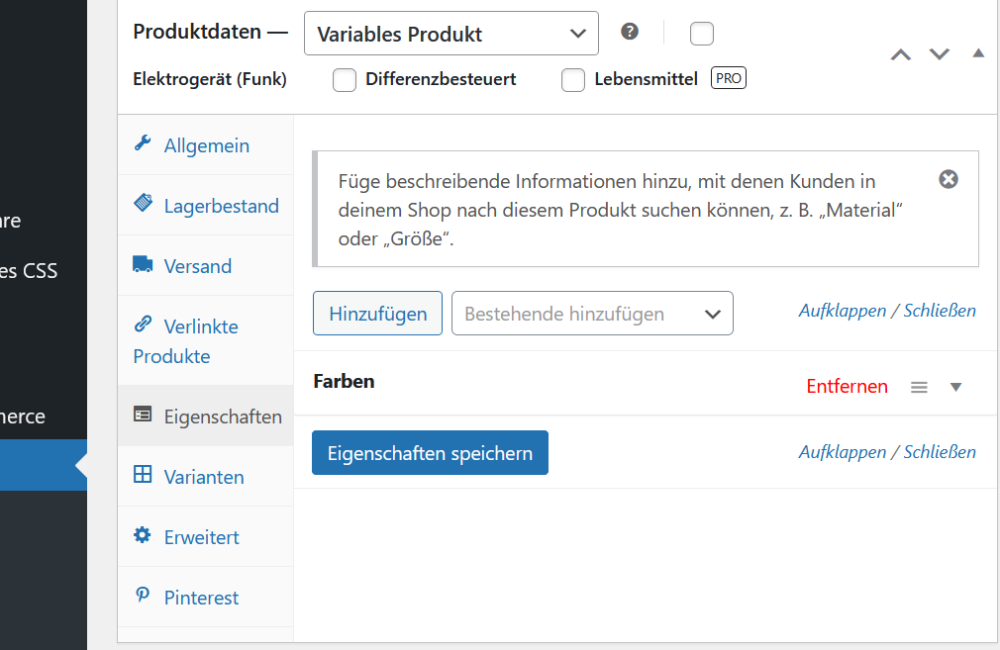 Produktdaten — Variables Produkt
Elektrogerät (Funk) Differenzbesteuert Lebensmittel PRO
re
es CSS
nerce
Allgemein
Lagerbestand
Versand
Verlinkte
Produkte
Eigenschaften
Varianten
Erweitert
Pinterest
Füge beschreibende Informationen hinzu, mit denen Kunden in
deinem Shop nach diesem Produkt suchen können, z. B. „Material“
oder „Größe“.
Hinzufügen Bestehende hinzufügen Aufklappen / Schließen
Farben Entfernen
Eigenschaften speichern Aufklappen / Schließen